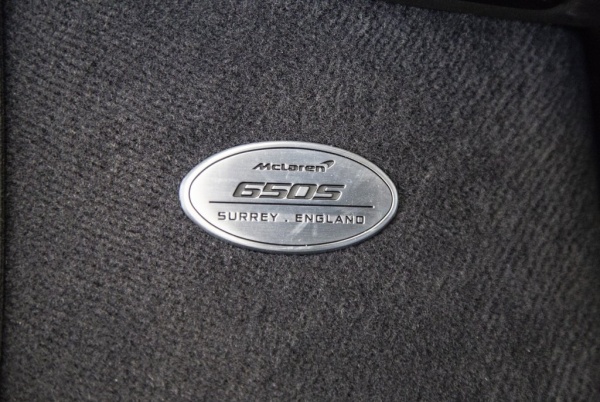 McLaren
650S
SURREY . ENGLAND